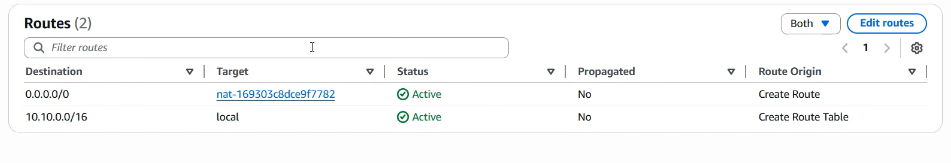 Routes (2)
Both
Edit routes
Filter routes
1
Destination Target Status Propagated Route Origin
0.0.0.0/0 nat-169303c8dce9f7782 Active No Create Route
10.10.0.0/16 local Active No Create Route Table